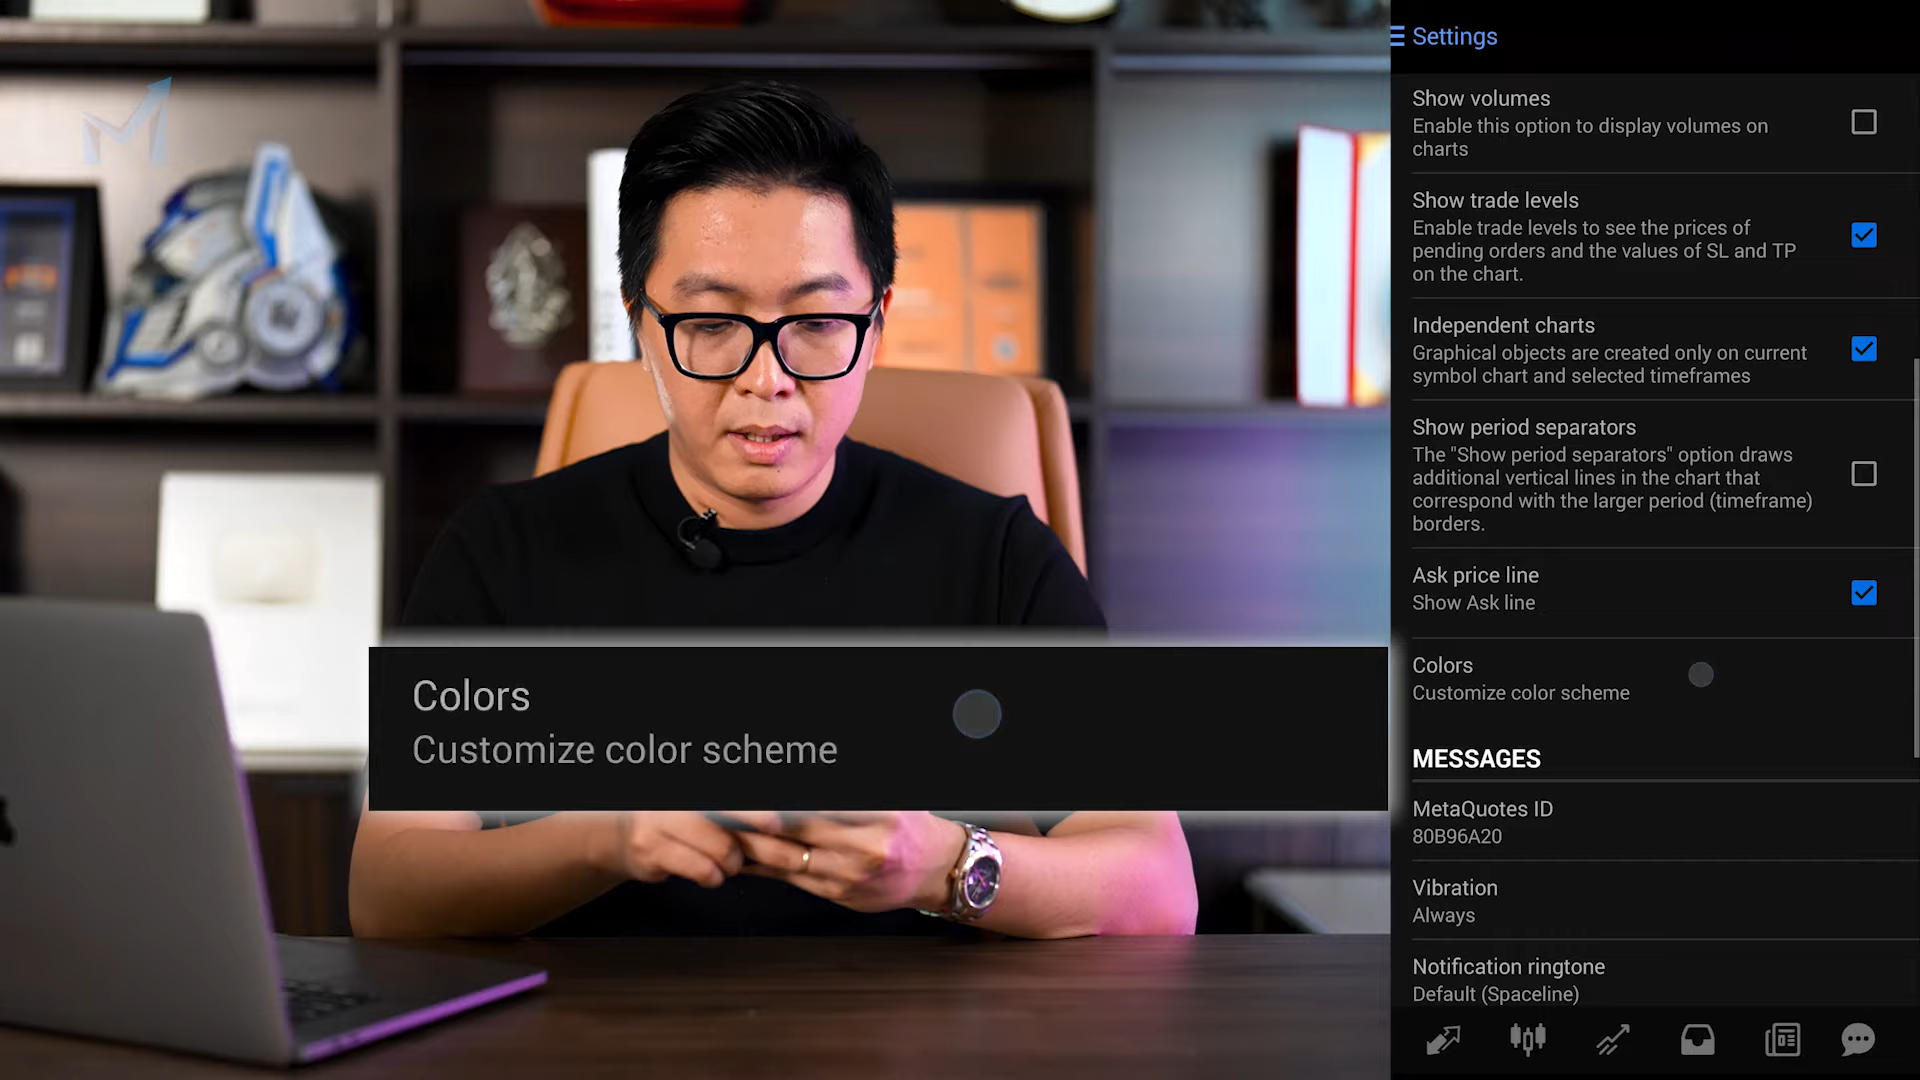 Settings
Show volumes
Enable this option to display volumes on
charts
Show trade levels
Enable trade levels to see the prices of
pending orders and the values of SL and TP
on the chart.
Independent charts
Graphical objects are created only on current
symbol chart and selected timeframes
Show period separators
The "Show period separators" option draws
additional vertical lines in the chart that
correspond with the larger period (timeframe)
borders.
Ask price line
Show Ask line
Colors
Customize color scheme
MESSAGES
MetaQuotes ID
80B96A20
Vibration
Always
Notification ringtone
Default (Spaceline)
Colors
Customize color scheme